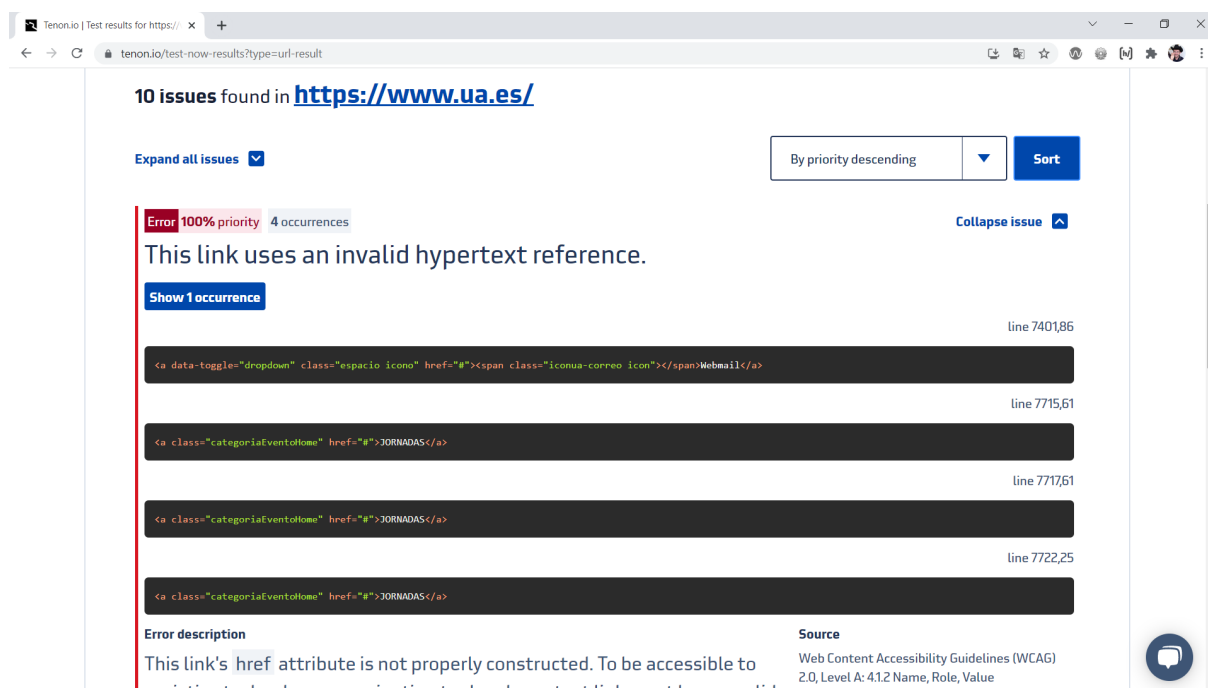 Tenon.io | Test results for https://
tenon.io/test-now-results?type=url-result
10 issues found in https://www.ua.es/
Expand all issues
By priority descending
Sort
Error 100% priority 4 occurrences
Collapse issue
This link uses an invalid hypertext reference.
Show 1 occurrence
line 7401,86
<a data-toggle="dropdown" class="espacio icono" href="#"><span class="iconua-correo icon"></span>Webmail</a>
line 7715,61
<a class="categoriaEventoHome" href="#">JORNADAS</a>
line 7717,61
<a class="categoriaEventoHome" href="#">JORNADAS</a>
line 7722,25
<a class="categoriaEventoHome" href="#">JORNADAS</a>
Error description
This link's href attribute is not properly constructed. To be accessible to
Source
Web Content Accessibility Guidelines (WCAG)
2.0, Level A: 4.1.2 Name, Role, Value